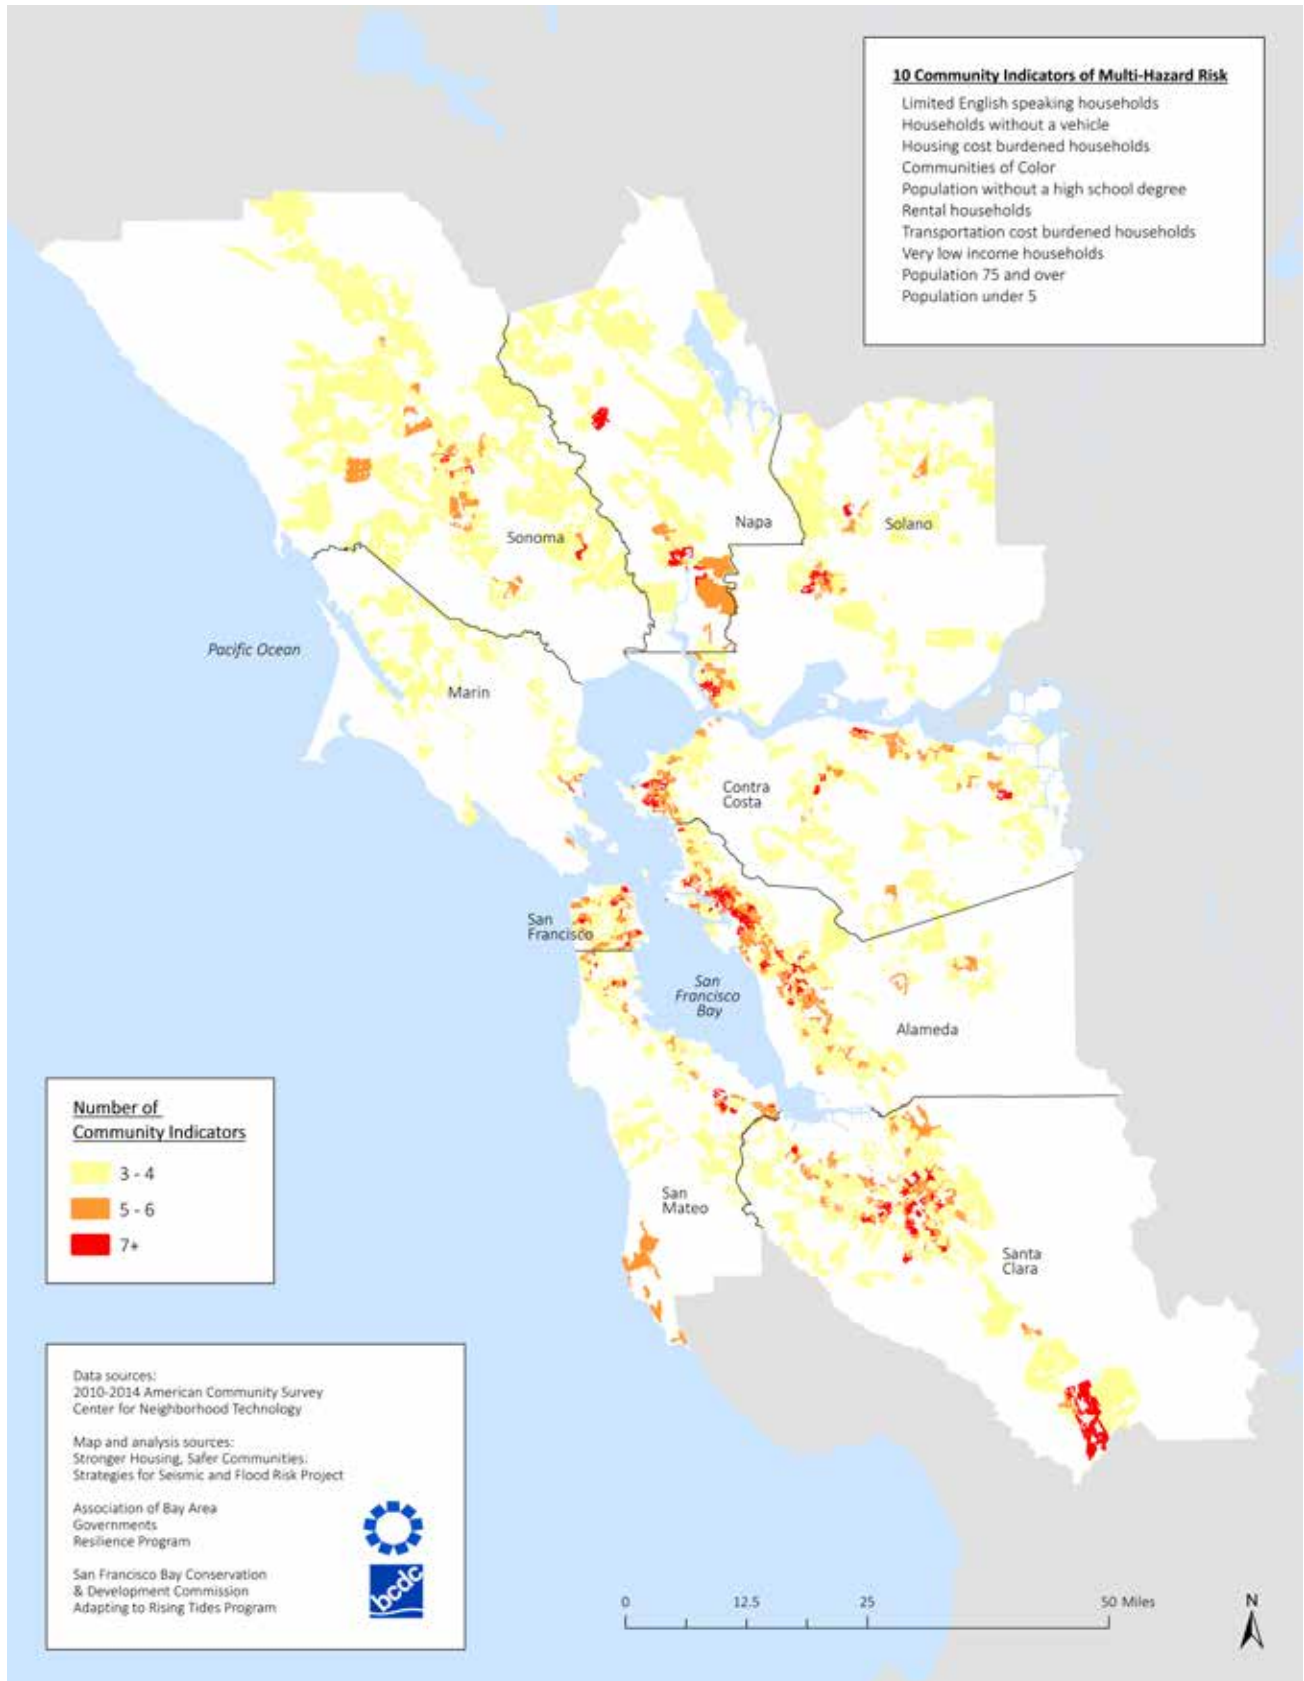 10 Community Indicators of Multi-Hazard Risk
Limited English speaking households
Households without a vehicle
Housing cost burdened households
Communities of Color
Population without a high school degree
Rental households
Transportation cost burdened households
Very low income households
Population 75 and over
Population under 5
Napa
Solano
Sonoma
Pacific Ocean
Marin
Contra
Costa
San
Francisco
San
Francisco
Bay
Alameda
Number of
Community Indicators
3 - 4
5 - 6
7+
San
Mateo
Santa
Clara
Data sources:
2010-2014 American Community Survey
Center for Neighborhood Technology
Map and analysis sources:
Stronger Housing, Safer Communities:
Strategies for Seismic and Flood Risk Project
Association of Bay Area
Governments
Resilience Program
San Francisco Bay Conservation
& Development Commission
Adapting to Rising Tides Program
bcdc
0 12.5 25 50 Miles
N